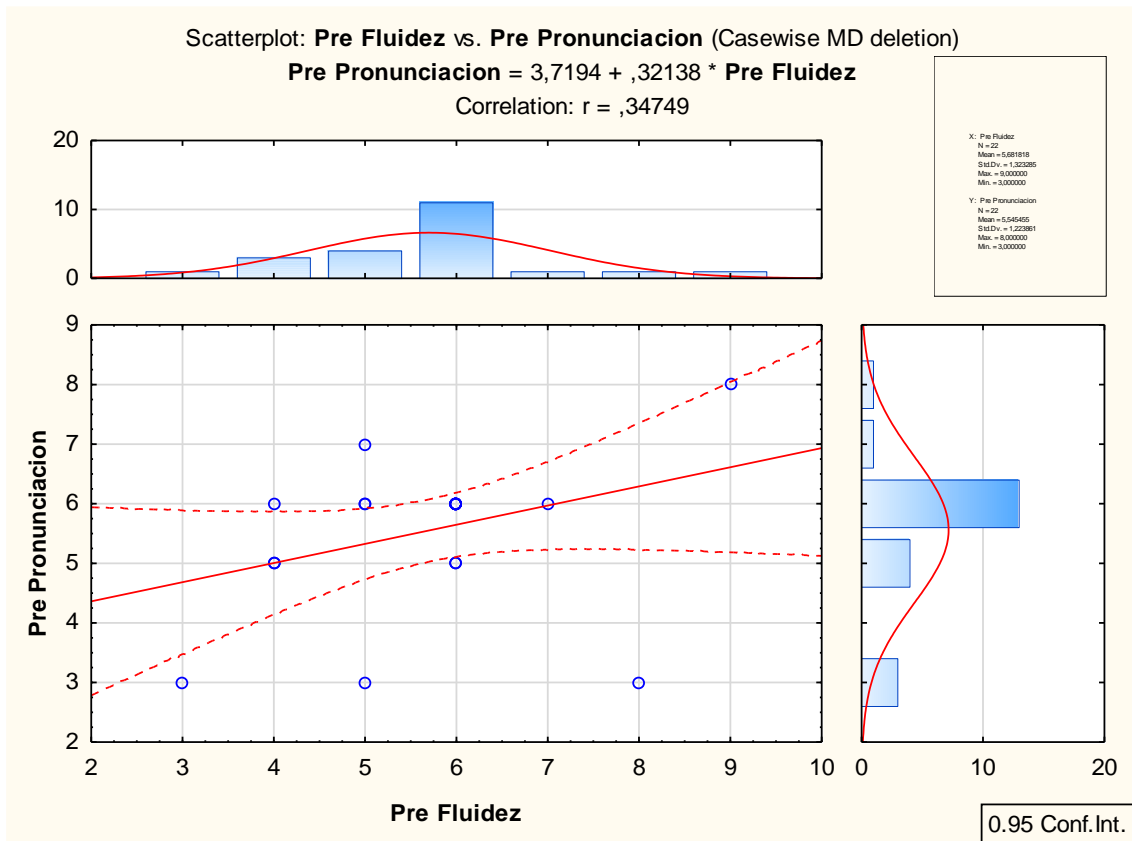 Scatterplot: Pre Fluidez vs. Pre Pronunciacion (Casewise MD deletion)
Pre Pronunciacion = 3,7194 + ,32138 * Pre Fluidez
Correlation: r = ,34749
X: Pre Fluidez
N = 22
Mean = 5,681818
Std.Dv. = 1,323285
Max. = 9,000000
Min. = 3,000000
Y: Pre Pronunciacion
N = 22
Mean = 5,545455
Std.Dv. = 1,223861
Max. = 8,000000
Min. = 3,000000
20
10
0
9
8
7
6
5
4
3
2
Pre Pronunciacion
2 3 4 5 6 7 8 9 10
Pre Fluidez
0 10 20
0.95 Conf.Int.